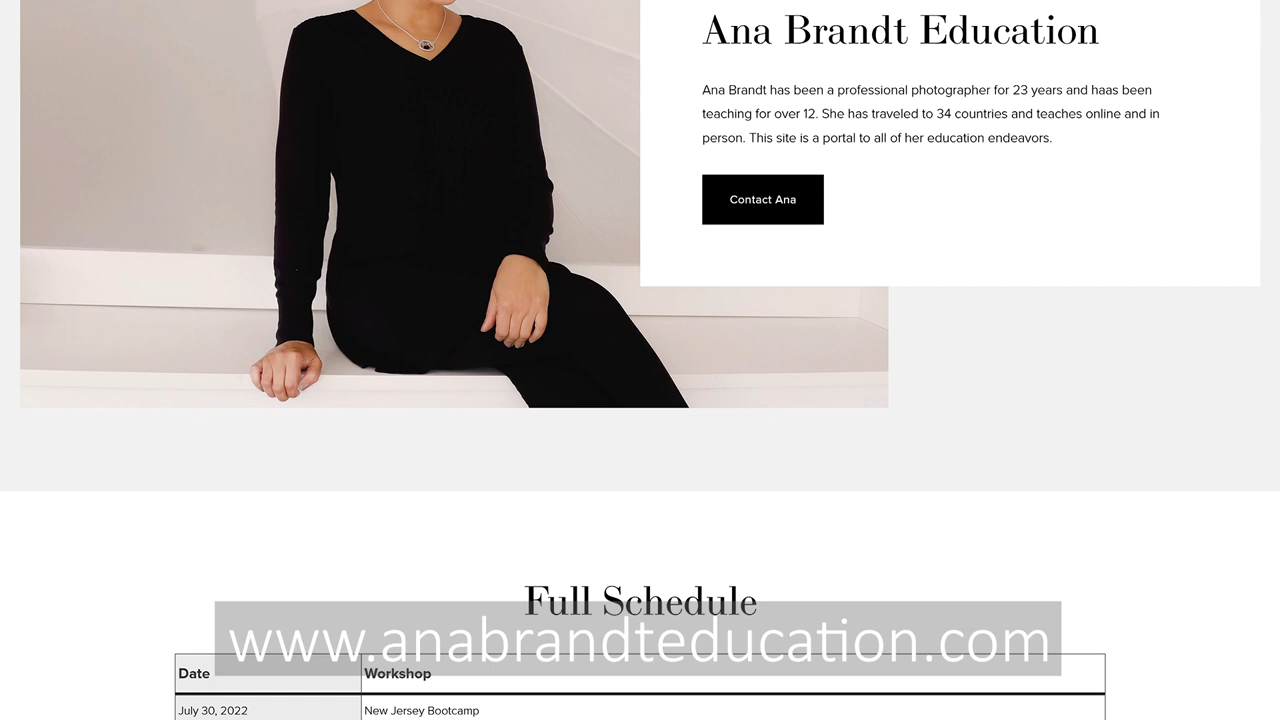 Ana Brandt Education
Ana Brandt has been a professional photographer for 23 years and haas been
teaching for over 12. She has traveled to 34 countries and teaches online and in
person. This site is a portal to all of her education endeavors.
Contact Ana
Full Schedule
www.anabrandteducation.com
Date Workshop
July 30, 2022 New Jersey Bootcamp